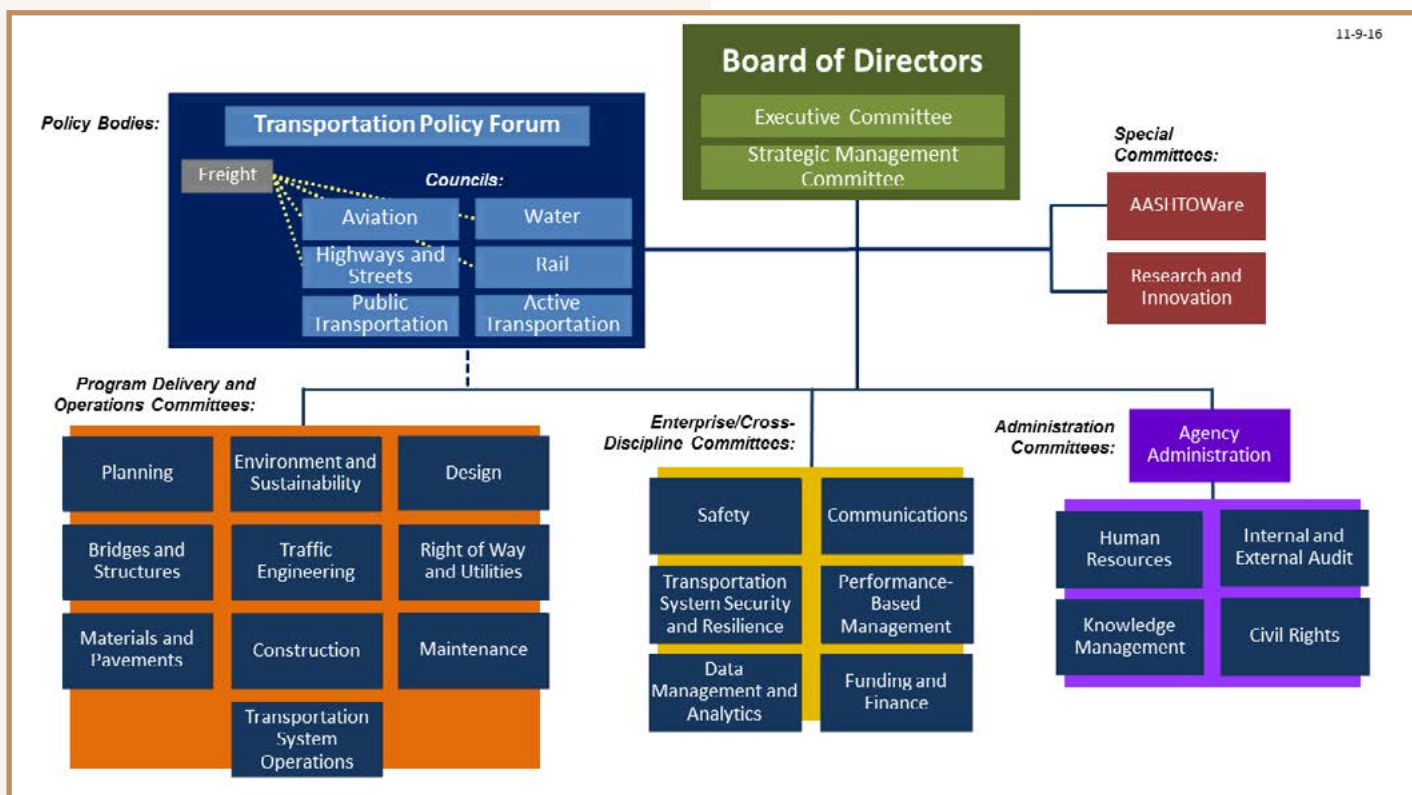 11-9-16
Board of Directors
Executive Committee
Strategic Management
Committee
Policy Bodies:
Transportation Policy Forum
Freight
Councils:
Aviation
Water
Highways and
Streets
Rail
Public
Transportation
Active
Transportation
Special
Committees:
AASHTOWare
Research and
Innovation
Program Delivery and
Operations Committees:
Planning
Environment and
Sustainability
Design
Bridges and
Structures
Traffic
Engineering
Right of Way
and Utilities
Materials and
Pavements
Construction
Maintenance
Transportation
System
Operations
Enterprise/Cross-
Discipline Committees:
Safety
Communications
Transportation
System Security
and Resilience
Performance-
Based
Management
Data
Management and
Analytics
Funding and
Finance
Administration
Committees:
Agency
Administration
Human
Resources
Internal and
External Audit
Knowledge
Management
Civil Rights